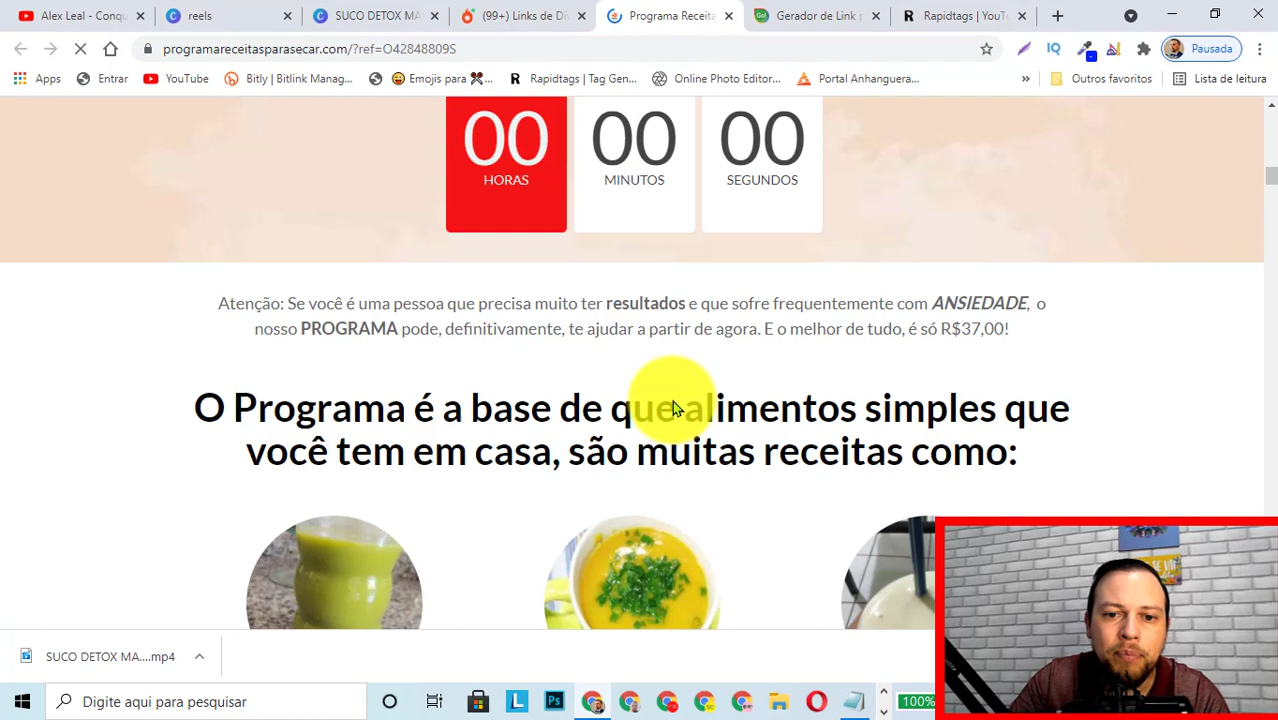 Alex Leal - Conqu
reels
SUCO DETOX MA
(99+) Links de Di
Programa Receita
Gerador de Link p
Rapidtags | YouT
programareceitasparasecar.com/?ref=O42848809S
Pausada
Apps
Entrar
YouTube
Bitly | Bitlink Manag...
Emojis para
Rapidtags | Tag Gen...
Online Photo Editor...
Portal Anhanguera...
Outros favoritos
Lista de leitura
00 00 00
HORAS MINUTOS SEGUNDOS
Atenção: Se você é uma pessoa que precisa muito ter resultados e que sofre frequentemente com ANSIEDADE, o
nosso PROGRAMA pode, definitivamente, te ajudar a partir de agora. E o melhor de tudo, é só R$37,00!
O Programa é a base de que alimentos simples que
você tem em casa, são muitas receitas como:
SUCO DETOX MA....mp4
Digite aqui para pesquisar
100%